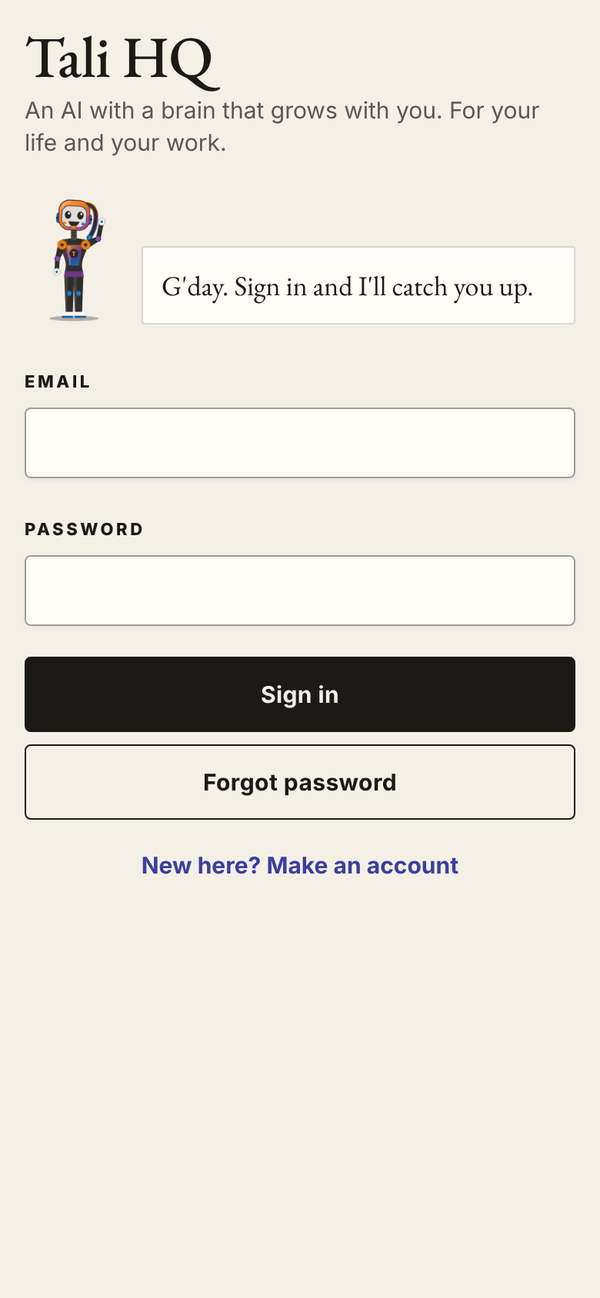 Tali HQ
An AI with a brain that grows with you. For your
life and your work.
G'day. Sign in and I'll catch you up.
EMAIL
PASSWORD
Sign in
Forgot password
New here? Make an account